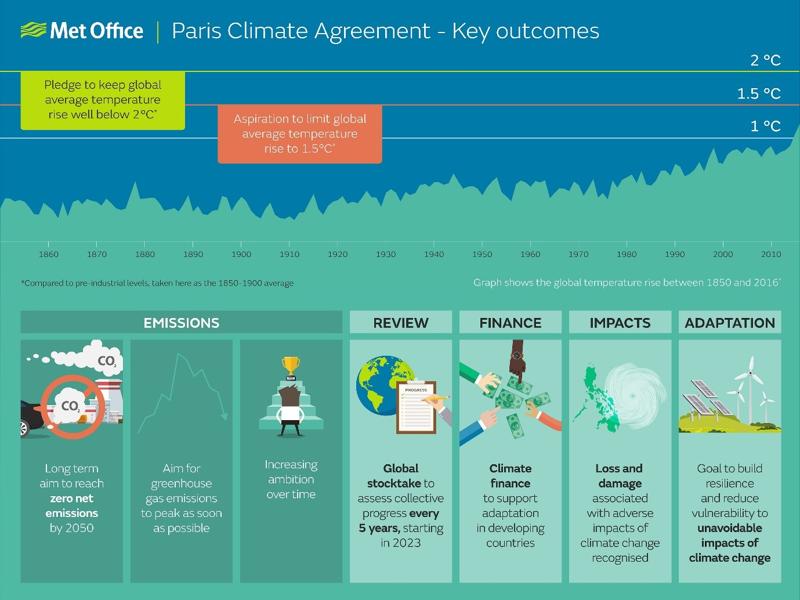 Met Office | Paris Climate Agreement - Key outcomes
2 °C
Pledge to keep global
average temperature
rise well below 2°C*
1.5 °C
Aspiration to limit global
average temperature
rise to 1.5°C*
1 °C
1860 1870 1880 1890 1900 1910 1920 1930 1940 1950 1960 1970 1980 1990 2000 2010
*Compared to pre-industrial levels, taken here as the 1850-1900 average
Graph shows the global temperature rise between 1850 and 2016*
EMISSIONS
CO₂
CO₂
Long term
aim to reach
zero net
emissions
by 2050
Aim for
greenhouse
gas emissions
to peak as soon
as possible
Increasing
ambition
over time
REVIEW
PROGRESS
Global
stocktake to
assess collective
progress every
5 years, starting
in 2023
FINANCE
Climate
finance
to support
adaptation
in developing
countries
IMPACTS
Loss and
damage
associated
with adverse
impacts of
climate change
recognised
ADAPTATION
Goal to build
resilience
and reduce
vulnerability to
unavoidable
impacts of
climate change